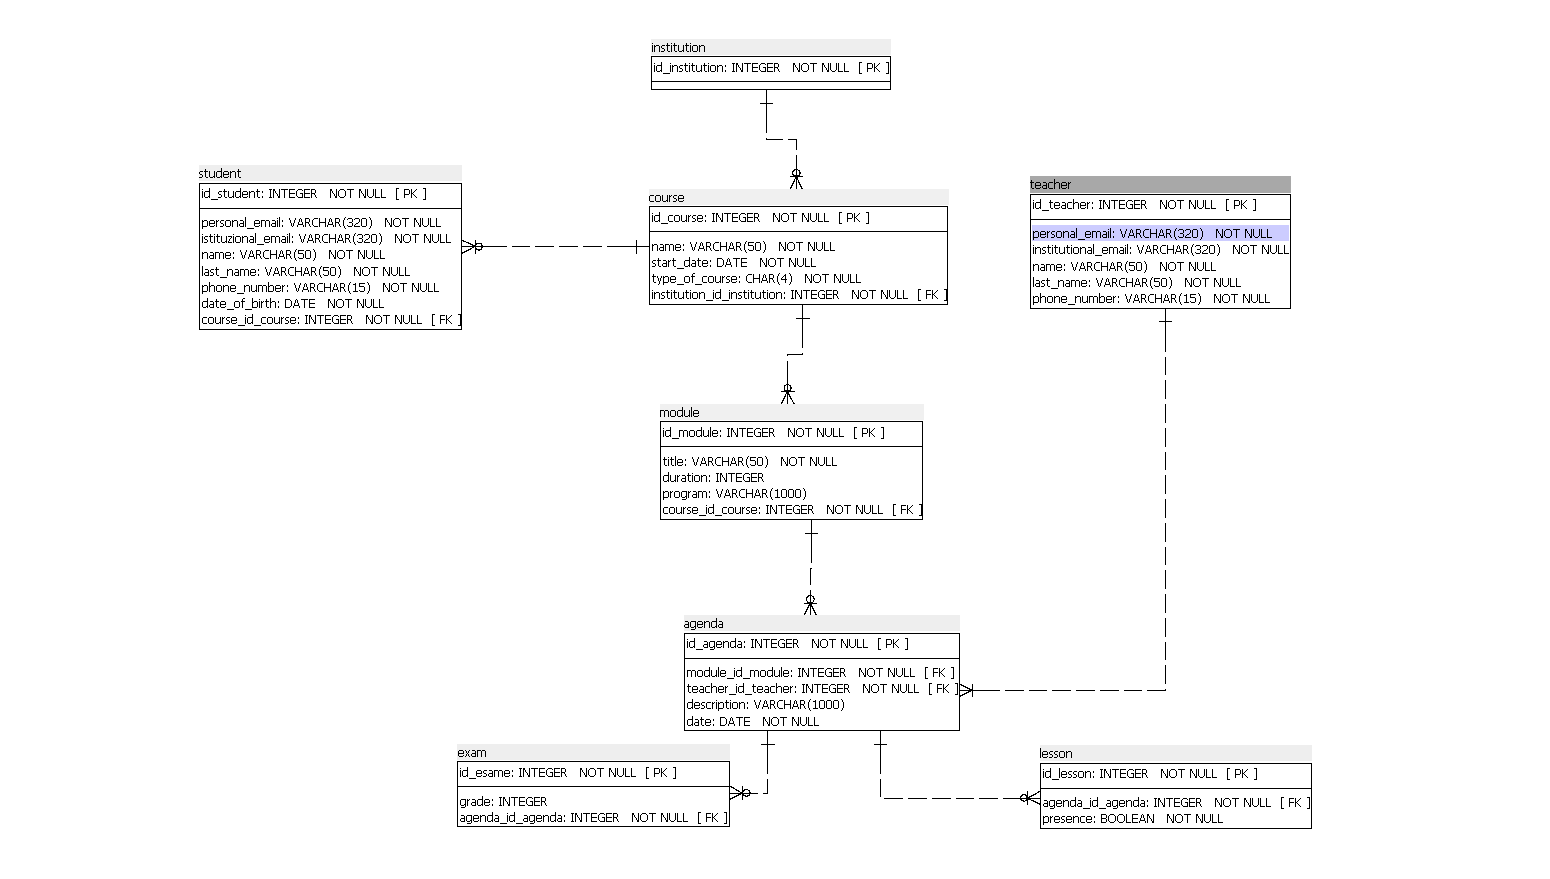 institution
id_institution: INTEGER NOT NULL [ PK ]
student
id_student: INTEGER NOT NULL [ PK ]
personal_email: VARCHAR(320) NOT NULL
istituzional_email: VARCHAR(320) NOT NULL
name: VARCHAR(50) NOT NULL
last_name: VARCHAR(50) NOT NULL
phone_number: VARCHAR(15) NOT NULL
date_of_birth: DATE NOT NULL
course_id_course: INTEGER NOT NULL [ FK ]
course
id_course: INTEGER NOT NULL [ PK ]
name: VARCHAR(50) NOT NULL
start_date: DATE NOT NULL
type_of_course: CHAR(4) NOT NULL
institution_id_institution: INTEGER NOT NULL [ FK ]
teacher
id_teacher: INTEGER NOT NULL [ PK ]
personal_email: VARCHAR(320) NOT NULL
institutional_email: VARCHAR(320) NOT NULL
name: VARCHAR(50) NOT NULL
last_name: VARCHAR(50) NOT NULL
phone_number: VARCHAR(15) NOT NULL
module
id_module: INTEGER NOT NULL [ PK ]
title: VARCHAR(50) NOT NULL
duration: INTEGER
program: VARCHAR(1000)
course_id_course: INTEGER NOT NULL [ FK ]
agenda
id_agenda: INTEGER NOT NULL [ PK ]
module_id_module: INTEGER NOT NULL [ FK ]
teacher_id_teacher: INTEGER NOT NULL [ FK ]
description: VARCHAR(1000)
date: DATE NOT NULL
exam
id_esame: INTEGER NOT NULL [ PK ]
grade: INTEGER
agenda_id_agenda: INTEGER NOT NULL [ FK ]
lesson
id_lesson: INTEGER NOT NULL [ PK ]
agenda_id_agenda: INTEGER NOT NULL [ FK ]
presence: BOOLEAN NOT NULL